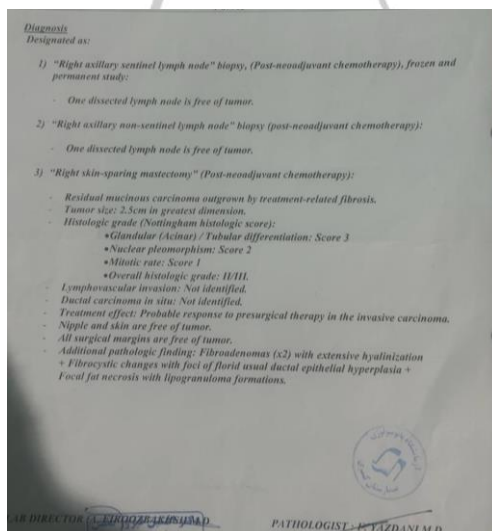 Diagnosis
Designated as:
1) "Right axillary sentinel lymph node" biopsy, (Post-neoadjuvant chemotherapy), frozen and
permanent study:
- One dissected lymph node is free of tumor.
2) "Right axillary non-sentinel lymph node" biopsy (post-neoadjuvant chemotherapy):
- One dissected lymph node is free of tumor.
3) "Right skin-sparing mastectomy" (Post-neoadjuvant chemotherapy):
- Residual mucinous carcinoma outgrown by treatment-related fibrosis.
- Tumor size: 2.5cm in greatest dimension.
- Histologic grade (Nottingham histologic score):
•Glandular (Acinar) / Tubular differentiation: Score 3
•Nuclear pleomorphism: Score 2
•Mitotic rate: Score 1
•Overall histologic grade: II/III.
- Lymphovascular invasion: Not identified.
- Ductal carcinoma in situ: Not identified.
- Treatment effect: Probable response to presurgical therapy in the invasive carcinoma.
- Nipple and skin are free of tumor.
- All surgical margins are free of tumor.
- Additional pathologic finding: Fibroadenomas (x2) with extensive hyalinization
+ Fibrocystic changes with foci of florid usual ductal epithelial hyperplasia +
Focal fat necrosis with lipogranuloma formations.
DIRECTOR
PATHOLOGIST: YAZDANI M.D